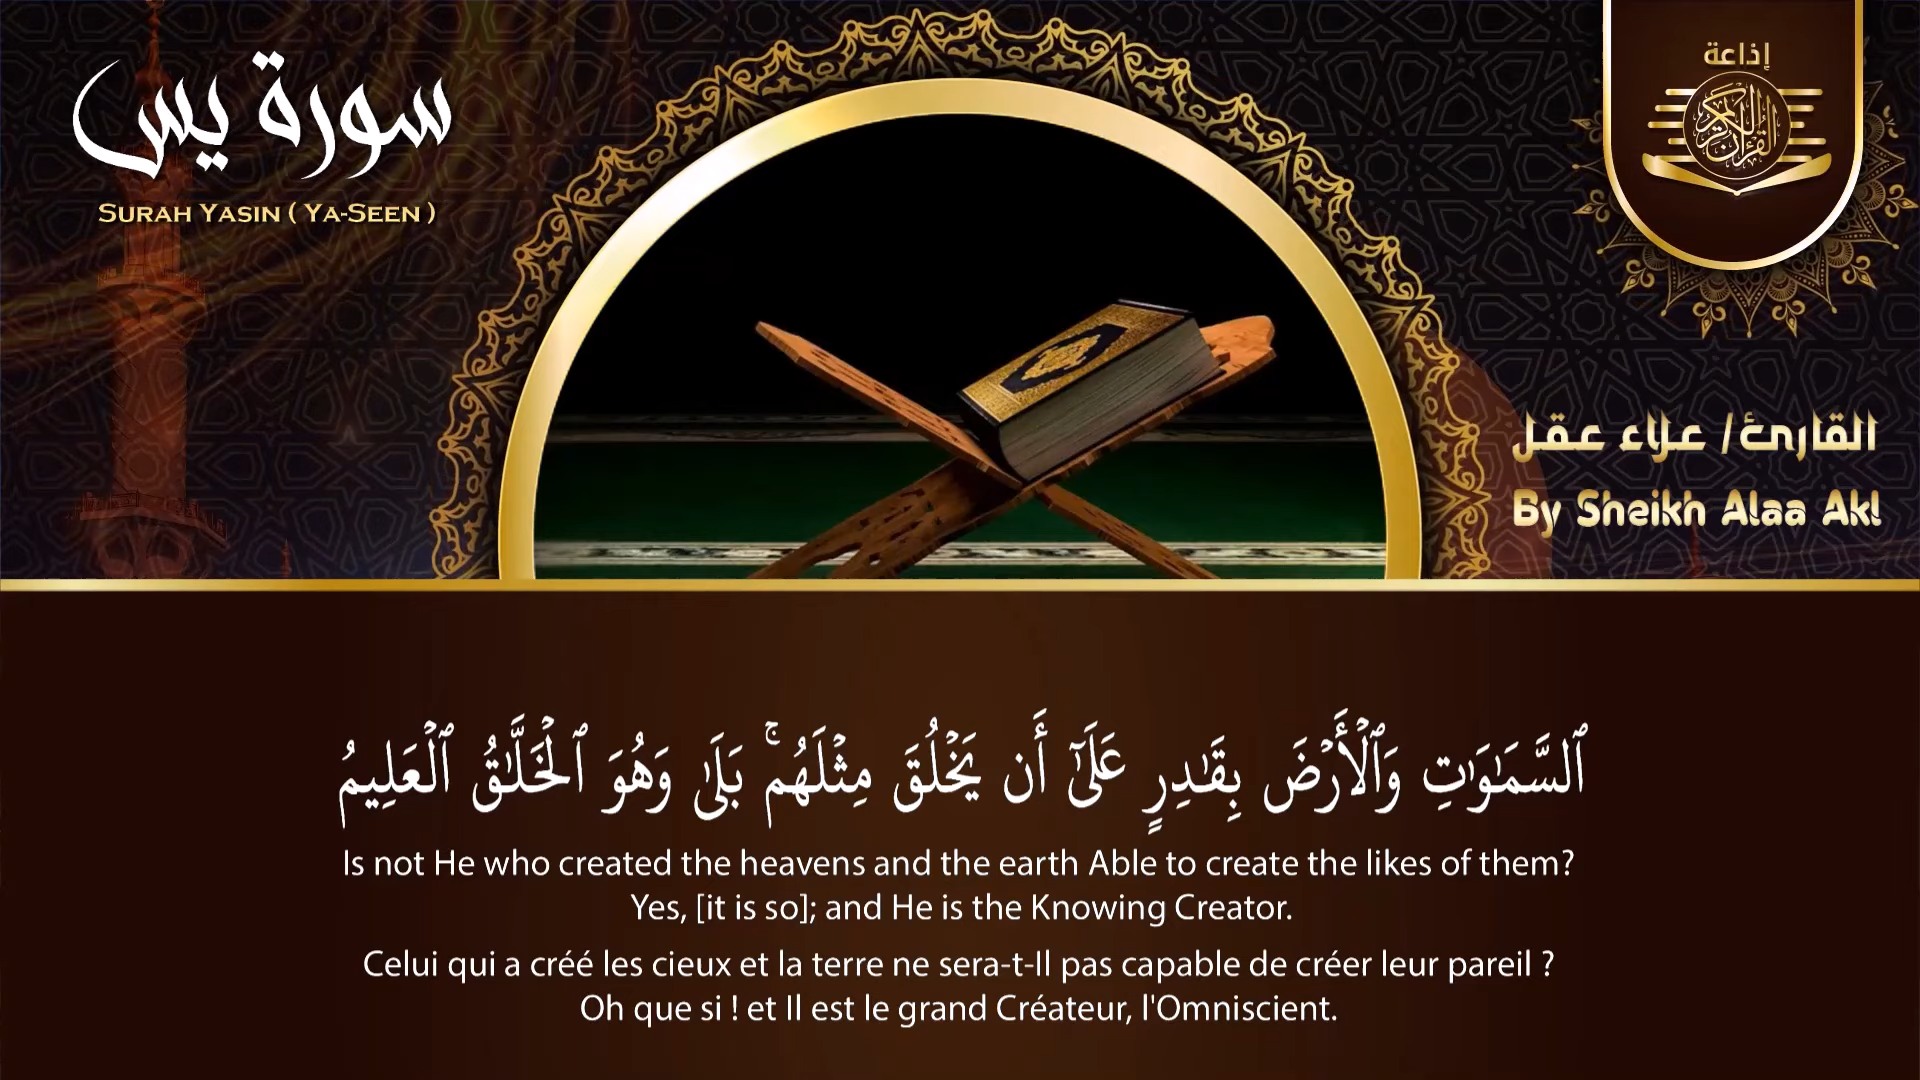 سورة يس
SURAH YASIN ( YA-SEEN )
إذاعة
القرآن الكريم
القارئ/ علاء عقل
By Sheikh Alaa Akl
ٱلسَّمَٰوَٰتِ وَٱلْأَرْضَ بِقَٰدِرٍ عَلَىٰٓ أَن يَخْلُقَ مِثْلَهُم ۚ بَلَىٰ وَهُوَ ٱلْخَلَّٰقُ ٱلْعَلِيمُ
Is not He who created the heavens and the earth Able to create the likes of them?
Yes, [it is so]; and He is the Knowing Creator.
Celui qui a créé les cieux et la terre ne sera-t-Il pas capable de créer leur pareil ?
Oh que si ! et Il est le grand Créateur, l'Omniscient.